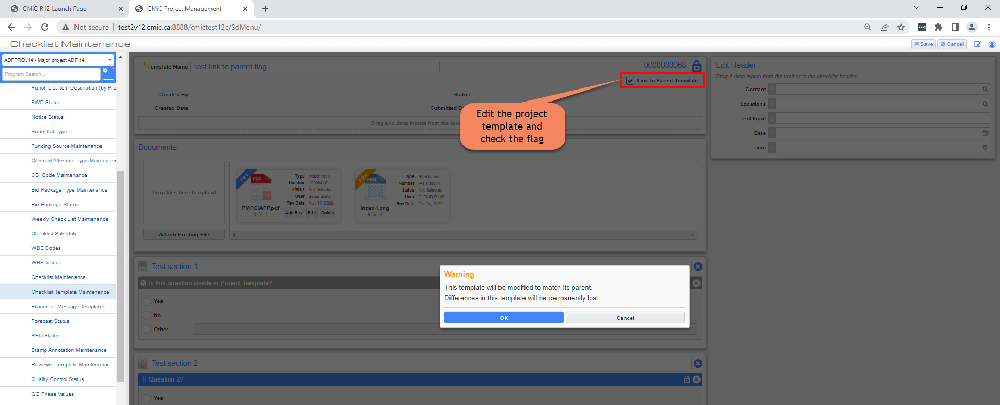 CMiC R12 Launch Page
CMiC Project Management
Not secure
test2v12.cmic.ca:8888/cmictest12c/SdMenu/
Checklist Maintenance
Save
Cancel
ADFPROJ14 - Major project ADF 14
Program Search...
Punch List Item Description (by Pro
FWD Status
Notice Status
Submittal Type
Funding Source Maintenance
Contract Alternate Type Maintenanc
CSI Code Maintenance
Bid Package Type Maintenance
Bid Package Status
Weekly Check List Maintenance
Checklist Schedule
WBS Codes
WBS Values
Checklist Maintenance
Checklist Template Maintenance
Broadcast Message Templates
Forecast Status
RFQ Status
Stamp Annotation Maintenance
Reviewer Template Maintenance
Quality Control Status
QC Phase Values
* Template Name
Test link to parent flag
0000000068
Link to Parent Template
Created By
Status
Created Date
Submitted D
Drag and drop inputs from the too
Edit the project
template and
check the flag
Documents
Drop files here to upload
Attach Existing File
rev
PDF
PMPCIAPP.pdf
REV 1
Type Attachment
Number 17998416
Status Not Selected
User Simar Sohal
Rev Date Nov 17, 2022
Add Rev
Edit
Delete
new
PNG
index4.png
REV 0
Type Attachment
Number -ATT-00001
Status Not Selected
User CLOUD R12P
Rev Date Oct 24, 2022
Test section 1
Is this question visible in Project Template?
Yes
No
Other
Test section 2
Question 2?
Yes
Warning
This template will be modified to match its parent.
Differences in this template will be permanently lost.
OK
Cancel
Edit Header
Drag & drop inputs from the toolbar to the checklist header...
Contact
Locations
Text Input
Date
Time